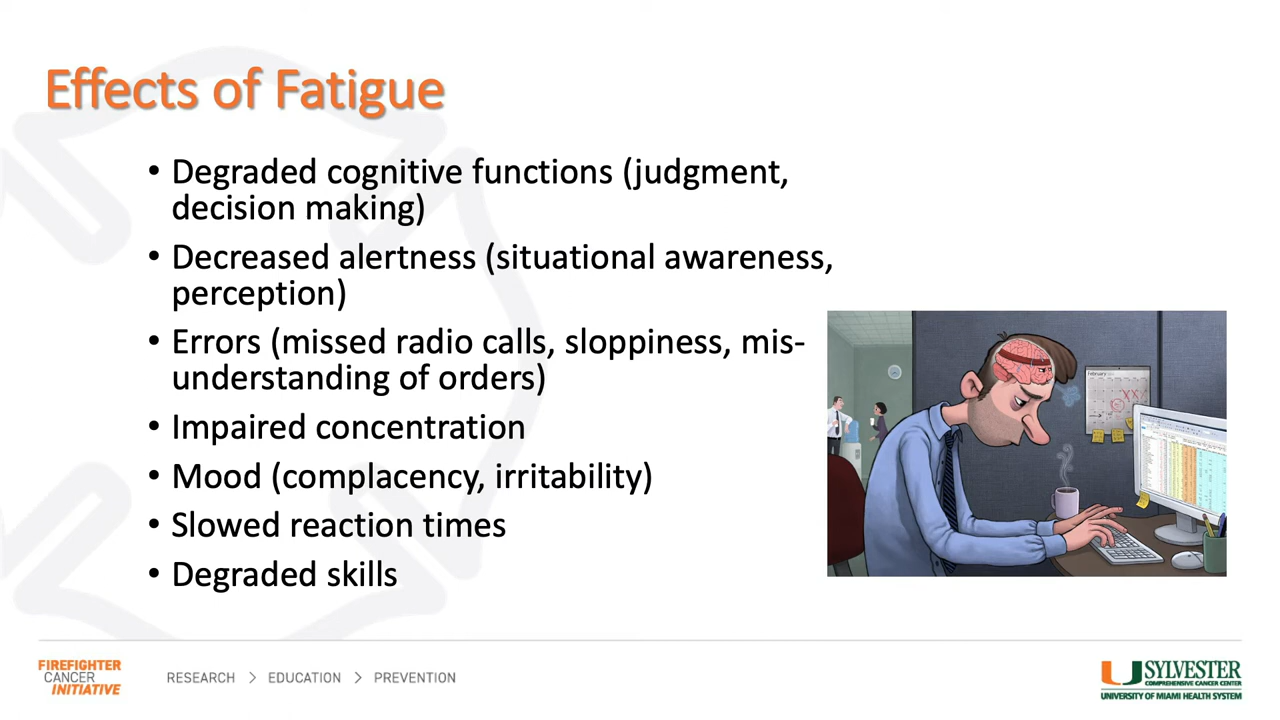 Effects of Fatigue
• Degraded cognitive functions (judgment,
decision making)
• Decreased alertness (situational awareness,
perception)
• Errors (missed radio calls, sloppiness, mis-
understanding of orders)
• Impaired concentration
• Mood (complacency, irritability)
• Slowed reaction times
• Degraded skills
February
XX
FIREFIGHTER
CANCER
INITIATIVE
RESEARCH > EDUCATION > PREVENTION
SYLVESTER
COMPREHENSIVE CANCER CENTER
UNIVERSITY OF MIAMI HEALTH SYSTEM